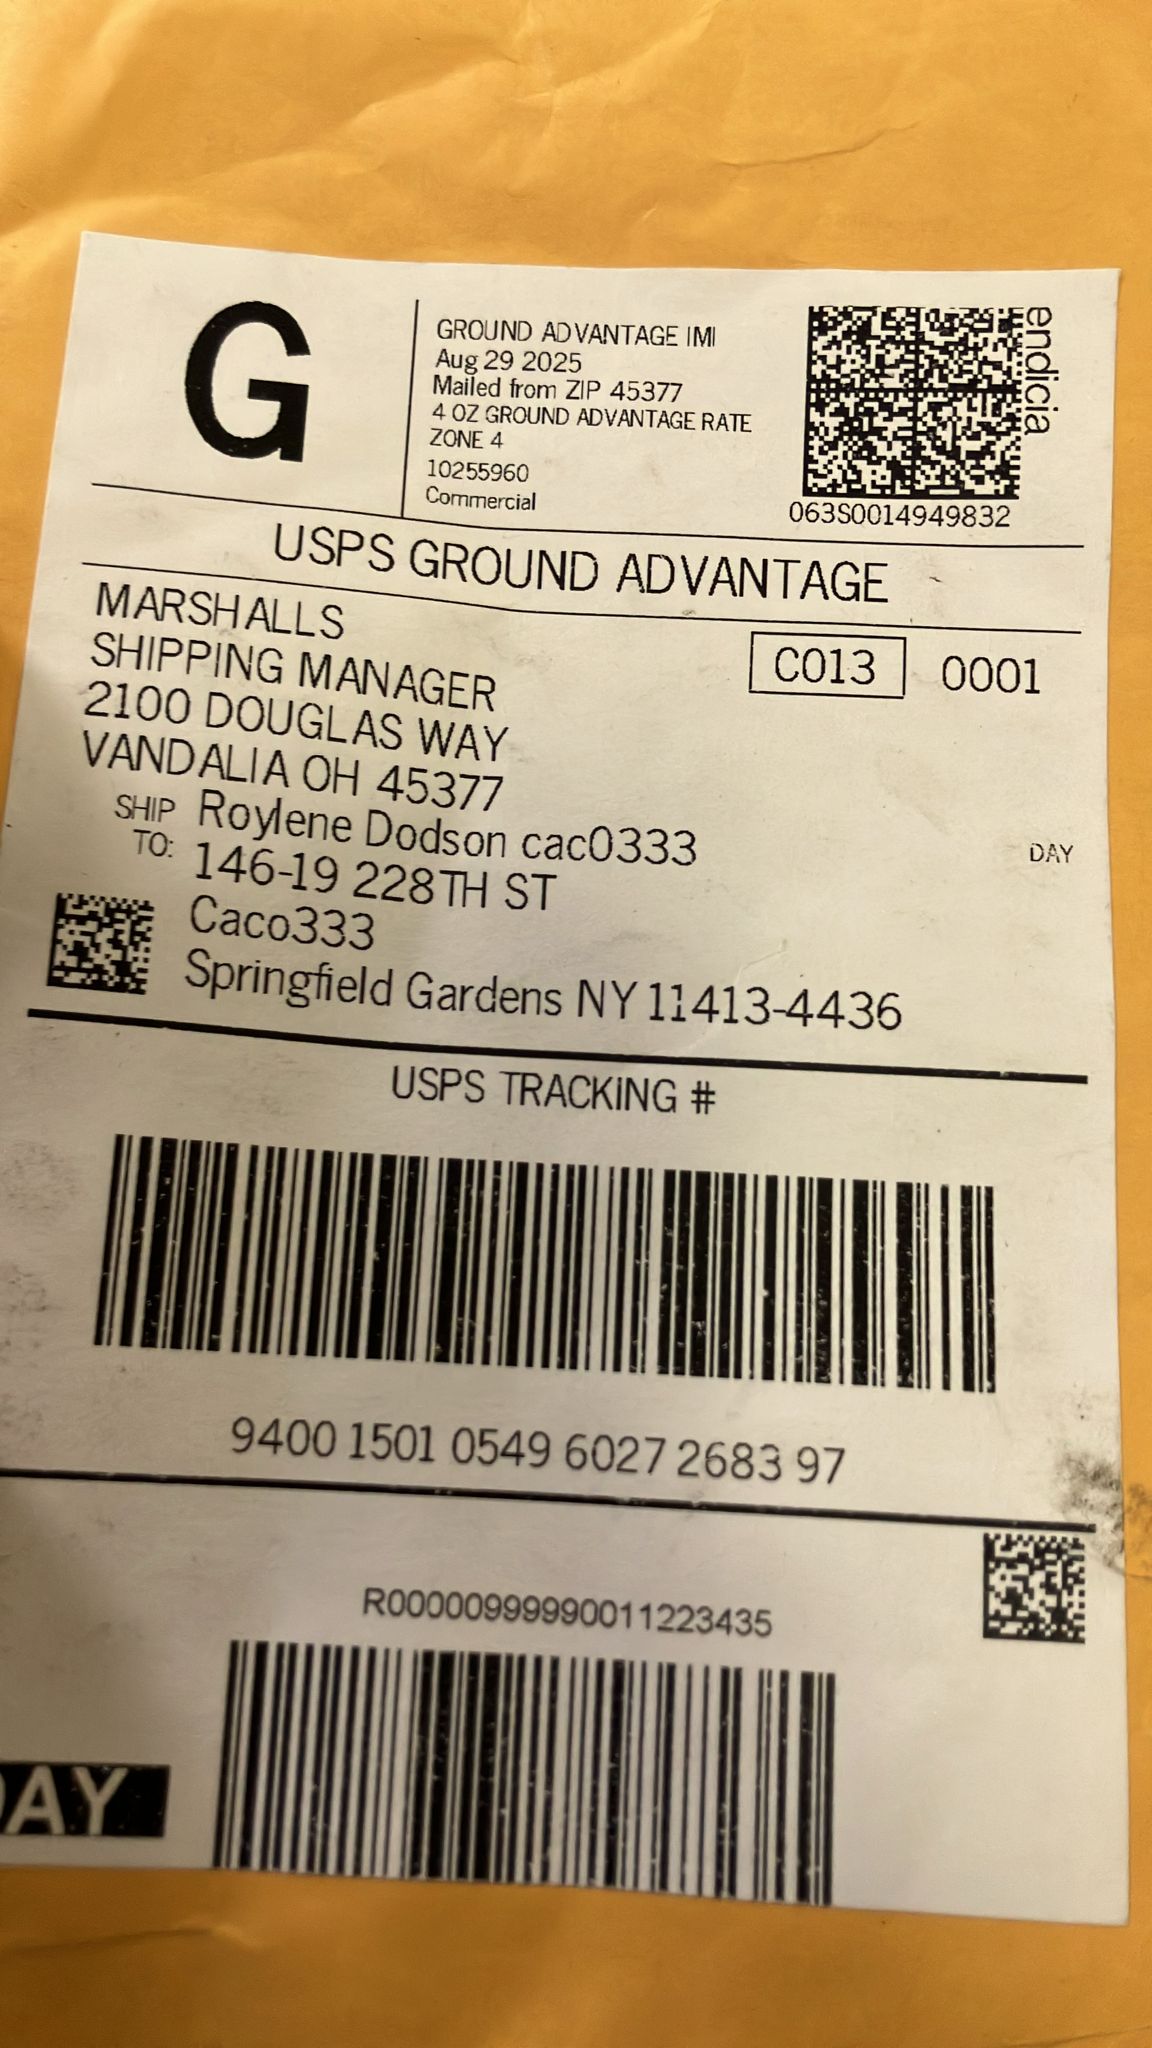 G
GROUND ADVANTAGE IMI
Aug 29 2025
Mailed from ZIP 45377
4 OZ GROUND ADVANTAGE RATE
ZONE 4
10255960
Commercial
endicia
063S0014949832
USPS GROUND ADVANTAGE
MARSHALLS
SHIPPING MANAGER
2100 DOUGLAS WAY
VANDALIA OH 45377
C013 0001
SHIP TO:
Roylene Dodson cac0333
146-19 228TH ST
Caco333
Springfield Gardens NY 11413-4436
DAY
USPS TRACKING #
9400 1501 0549 6027 2683 97
R00000999990011223435
DAY